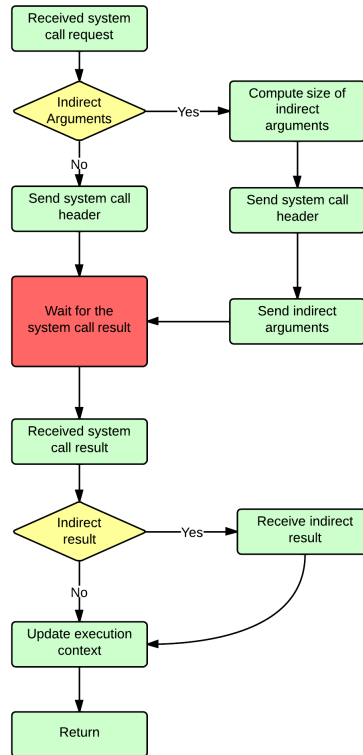 Received system
call request
Indirect
Arguments
Yes
Compute size of
indirect
arguments
No
Send system call
header
Send system call
header
Wait for the
system call result
Send indirect
arguments
Received system
call result
Indirect
result
Yes
Receive indirect
result
No
Update execution
context
Return